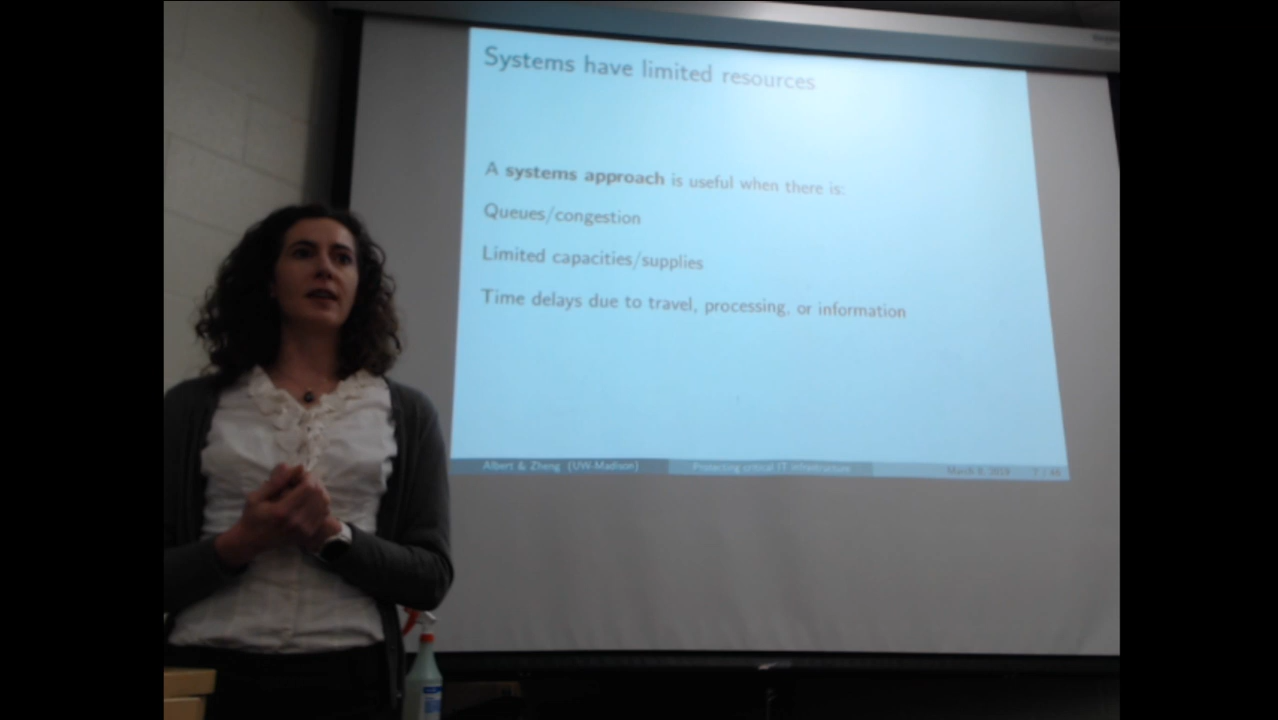 Systems have limited resources
A systems approach is useful when there is:
Queues/congestion
Limited capacities/supplies
Time delays due to travel, processing, or information
Albert & Zheng (UW-Madison) Protecting critical IT infrastructure